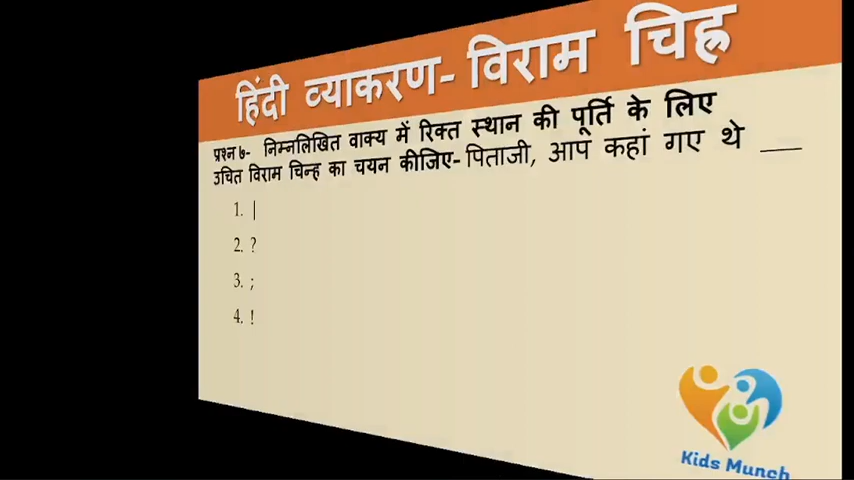 हिंदी व्याकरण- विराम चिह्न
प्रश्न ७- निम्नलिखित वाक्य में रिक्त स्थान की पूर्ति के लिए
उचित विराम चिन्ह का चयन कीजिए- पिताजी, आप कहां गए थे ___
1. |
2. ?
3. ;
4. !
Kids Munch